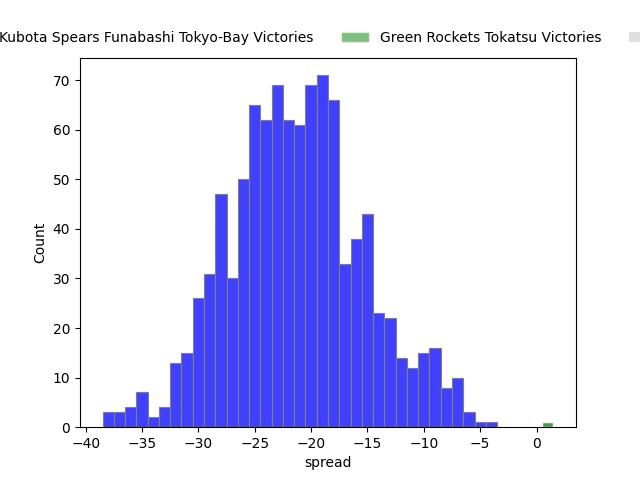 Kubota Spears Funabashi Tokyo-Bay Victories Green Rockets Tokatsu Victories
70
60
50
40
30
20
10
0
Count
−40 −35 −30 −25 −20 −15 −10 −5 0
spread